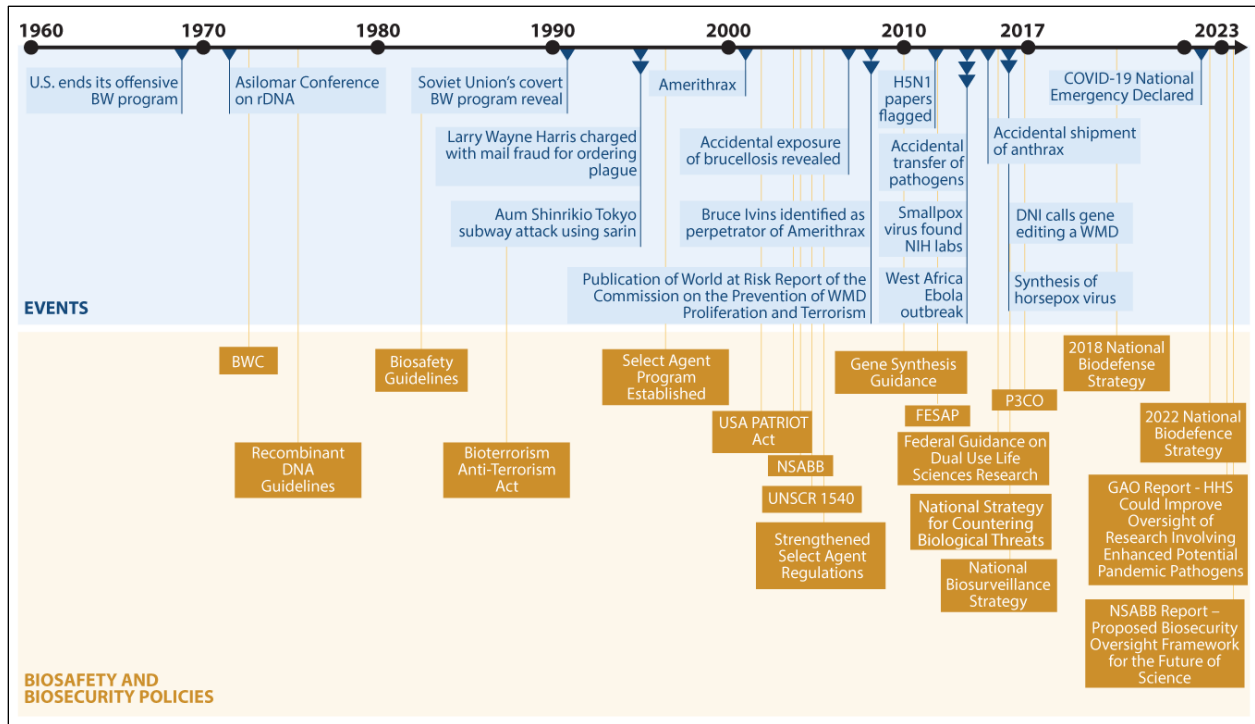 1960 1970 1980 1990 2000 2010 2017 2023
U.S. ends its offensive
BW program
Asilomar Conference
on rDNA
Soviet Union's covert
BW program reveal
Amerithrax
H5N1
papers
flagged
COVID-19 National
Emergency Declared
Larry Wayne Harris charged
with mail fraud for ordering
plague
Accidental exposure
of brucellosis revealed
Accidental
transfer of
pathogens
Accidental shipment
of anthrax
Aum Shinrikio Tokyo
subway attack using sarin
Bruce Ivins identified as
perpetrator of Amerithrax
Smallpox
virus found
NIH labs
DNI calls gene
editing a WMD
Publication of World at Risk Report of the
Commission on the Prevention of WMD
Proliferation and Terrorism
West Africa
Ebola
outbreak
Synthesis of
horsepox virus
EVENTS
BWC
Biosafety
Guidelines
Select Agent
Program
Established
Gene Synthesis
Guidance
2018 National
Biodefense
Strategy
P3CO
USA PATRIOT
Act
FESAP
2022 National
Biodefence
Strategy
Recombinant
DNA
Guidelines
Bioterrorism
Anti-Terrorism
Act
NSABB
Federal Guidance on
Dual Use Life
Sciences Research
UNSCR 1540
GAO Report - HHS
Could Improve
Oversight of
Research Involving
Enhanced Potential
Pandemic Pathogens
National Strategy
for Countering
Biological Threats
Strengthened
Select Agent
Regulations
National
Biosurveillance
Strategy
NSABB Report –
Proposed Biosecurity
Oversight Framework
for the Future of
Science
BIOSAFETY AND
BIOSECURITY POLICIES